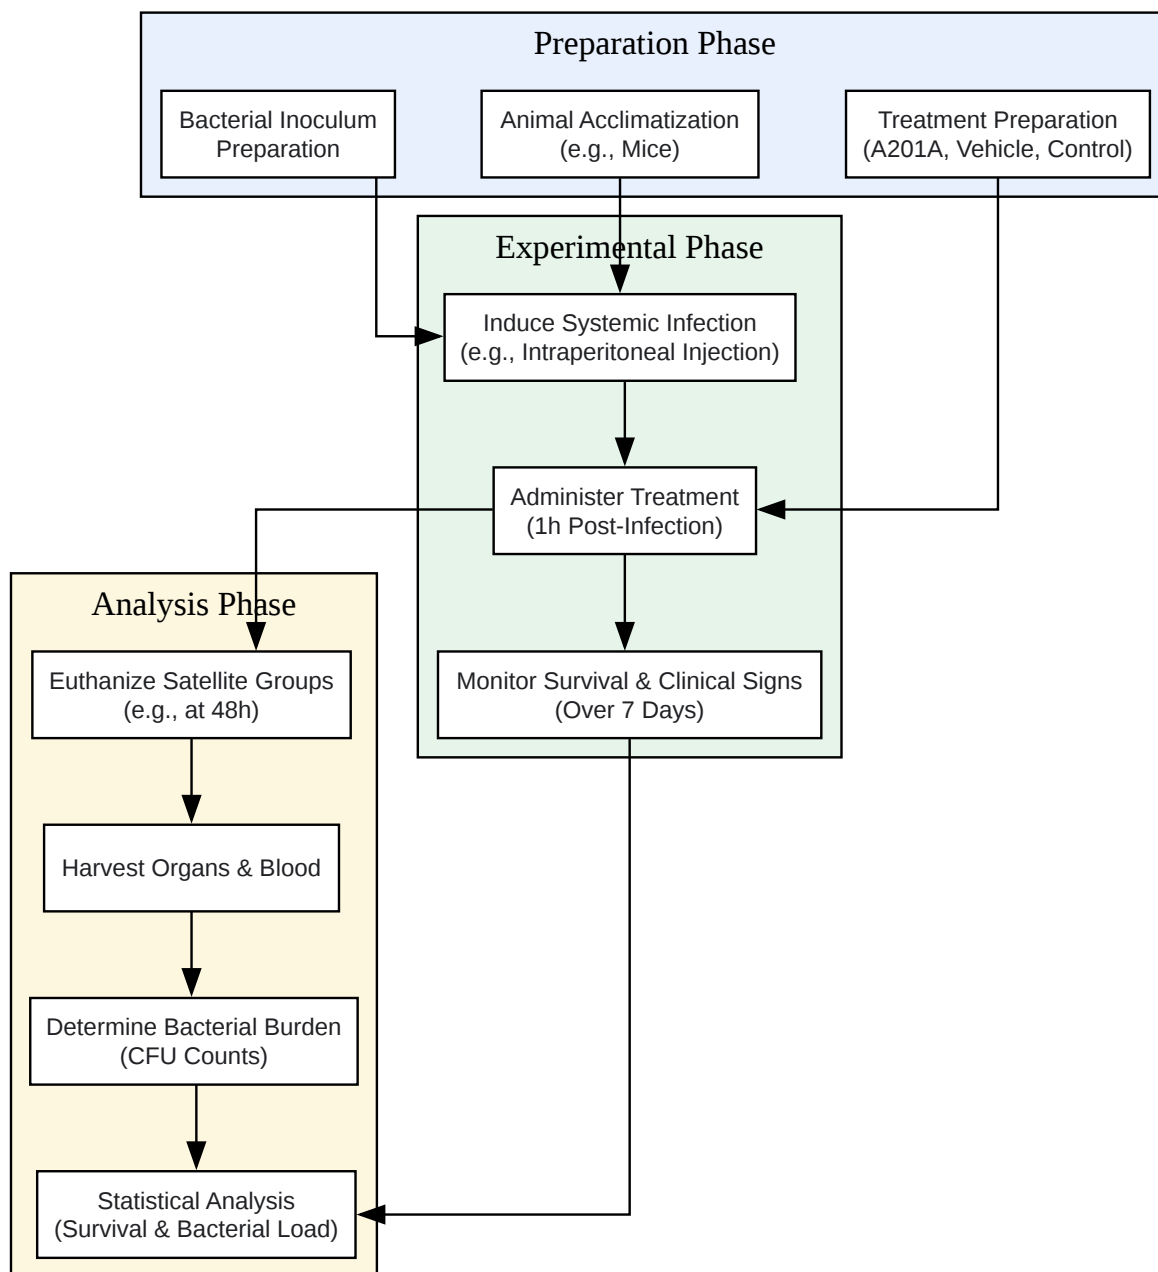 Preparation Phase
Bacterial Inoculum
Preparation
Animal Acclimatization
(e.g., Mice)
Treatment Preparation
(A201A, Vehicle, Control)
Experimental Phase
Induce Systemic Infection
(e.g., Intraperitoneal Injection)
Administer Treatment
(1h Post-Infection)
Monitor Survival & Clinical Signs
(Over 7 Days)
Analysis Phase
Euthanize Satellite Groups
(e.g., at 48h)
Harvest Organs & Blood
Determine Bacterial Burden
(CFU Counts)
Statistical Analysis
(Survival & Bacterial Load)